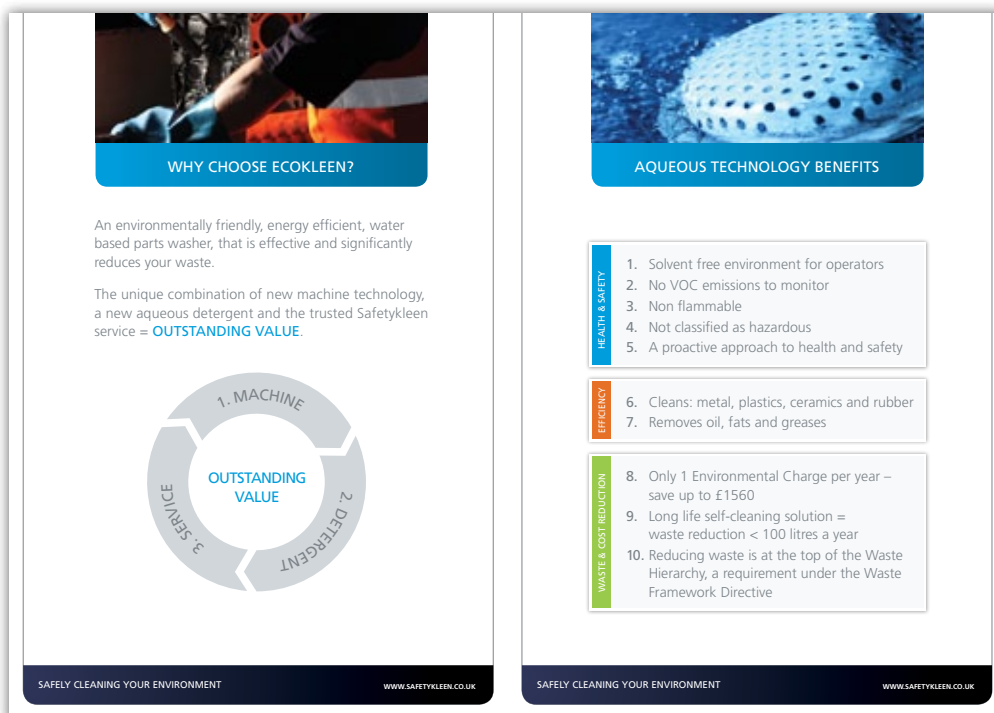 WHY CHOOSE ECOKLEEN?
An environmentally friendly, energy efficient, water
based parts washer, that is effective and significantly
reduces your waste.
The unique combination of new machine technology,
a new aqueous detergent and the trusted Safetykleen
service = OUTSTANDING VALUE.
1. MACHINE
2. DETERGENT
3. SERVICE
OUTSTANDING
VALUE
SAFELY CLEANING YOUR ENVIRONMENT
WWW.SAFETYKLEEN.CO.UK
AQUEOUS TECHNOLOGY BENEFITS
HEALTH & SAFETY
1. Solvent free environment for operators
2. No VOC emissions to monitor
3. Non flammable
4. Not classified as hazardous
5. A proactive approach to health and safety
EFFICIENCY
6. Cleans: metal, plastics, ceramics and rubber
7. Removes oil, fats and greases
WASTE & COST REDUCTION
8. Only 1 Environmental Charge per year –
save up to £1560
9. Long life self-cleaning solution =
waste reduction < 100 litres a year
10. Reducing waste is at the top of the Waste
Hierarchy, a requirement under the Waste
Framework Directive
SAFELY CLEANING YOUR ENVIRONMENT
WWW.SAFETYKLEEN.CO.UK